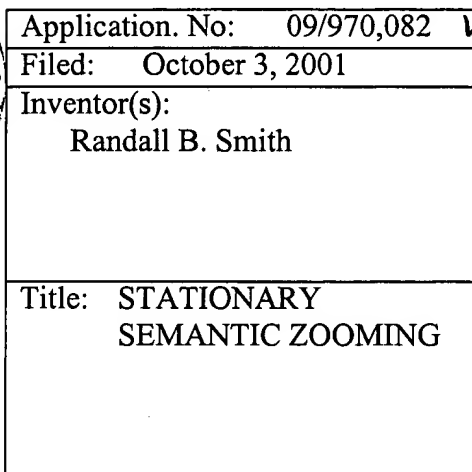 Application. No: 09/970,082
Filed: October 3, 2001
Inventor(s):
Randall B. Smith
Title: STATIONARY
SEMANTIC ZOOMING